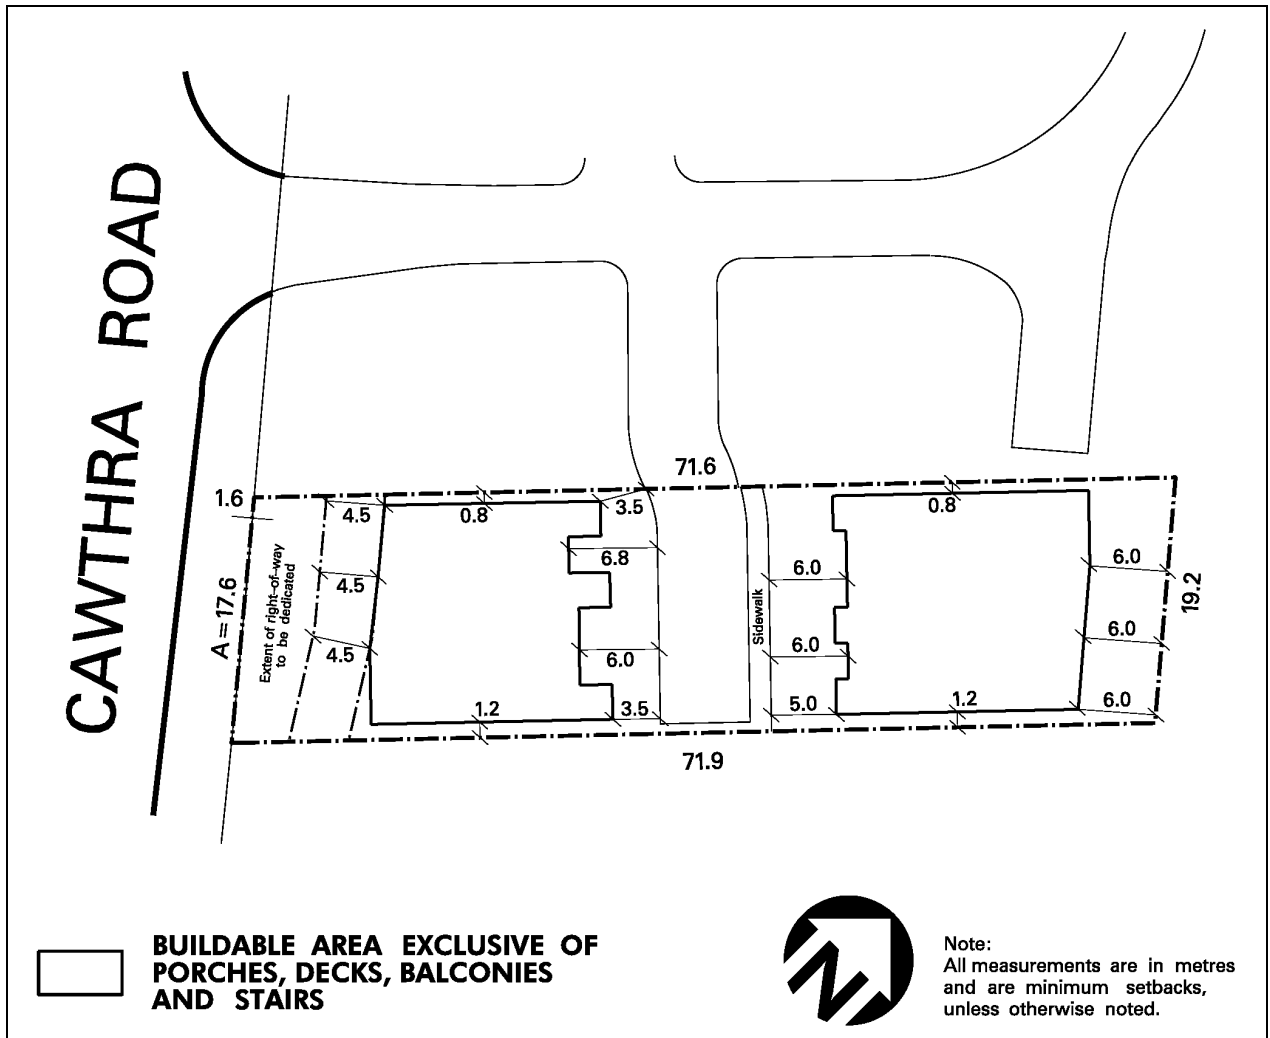 CAWTHRA ROAD
71.6
1.6
4.5
0.8
3.5
0.8
6.8
6.0
6.0
4.5
Extent of right-of-way
to be dedicated
A = 17.6
Sidewalk
19.2
4.5
6.0
6.0
6.0
1.2
3.5
5.0
1.2
6.0
71.9
BUILDABLE AREA EXCLUSIVE OF
PORCHES, DECKS, BALCONIES
AND STAIRS
N
Note:
All measurements are in metres
and are minimum setbacks,
unless otherwise noted.